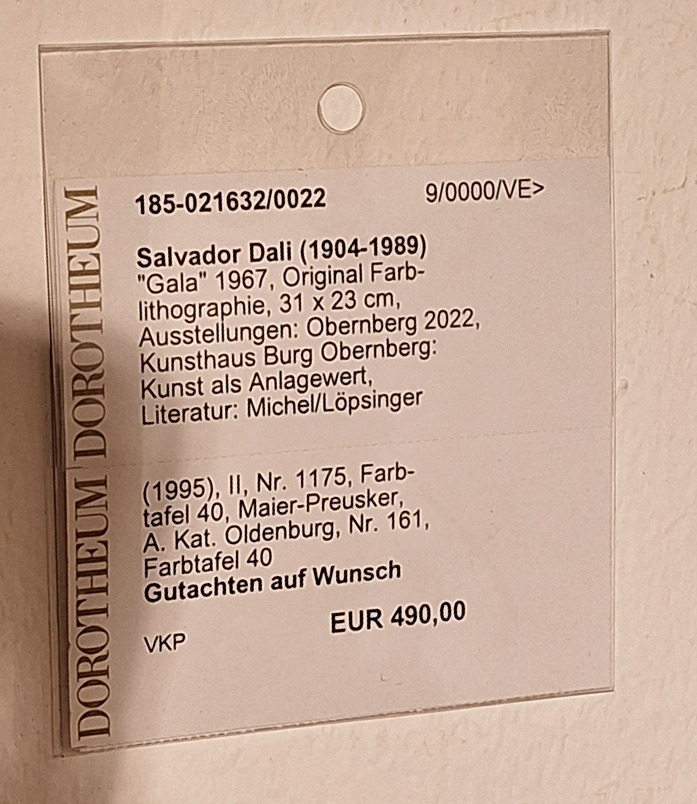 DOROTHEUM DOROTHEUM
185-021632/0022 9/0000/VE>
Salvador Dali (1904-1989)
"Gala" 1967, Original Farb-
lithographie, 31 x 23 cm,
Ausstellungen: Obernberg 2022,
Kunsthaus Burg Obernberg:
Kunst als Anlagewert,
Literatur: Michel/Löpsinger
(1995), II, Nr. 1175, Farb-
tafel 40, Maier-Preusker,
A. Kat. Oldenburg, Nr. 161,
Farbtafel 40
Gutachten auf Wunsch
VKP EUR 490,00